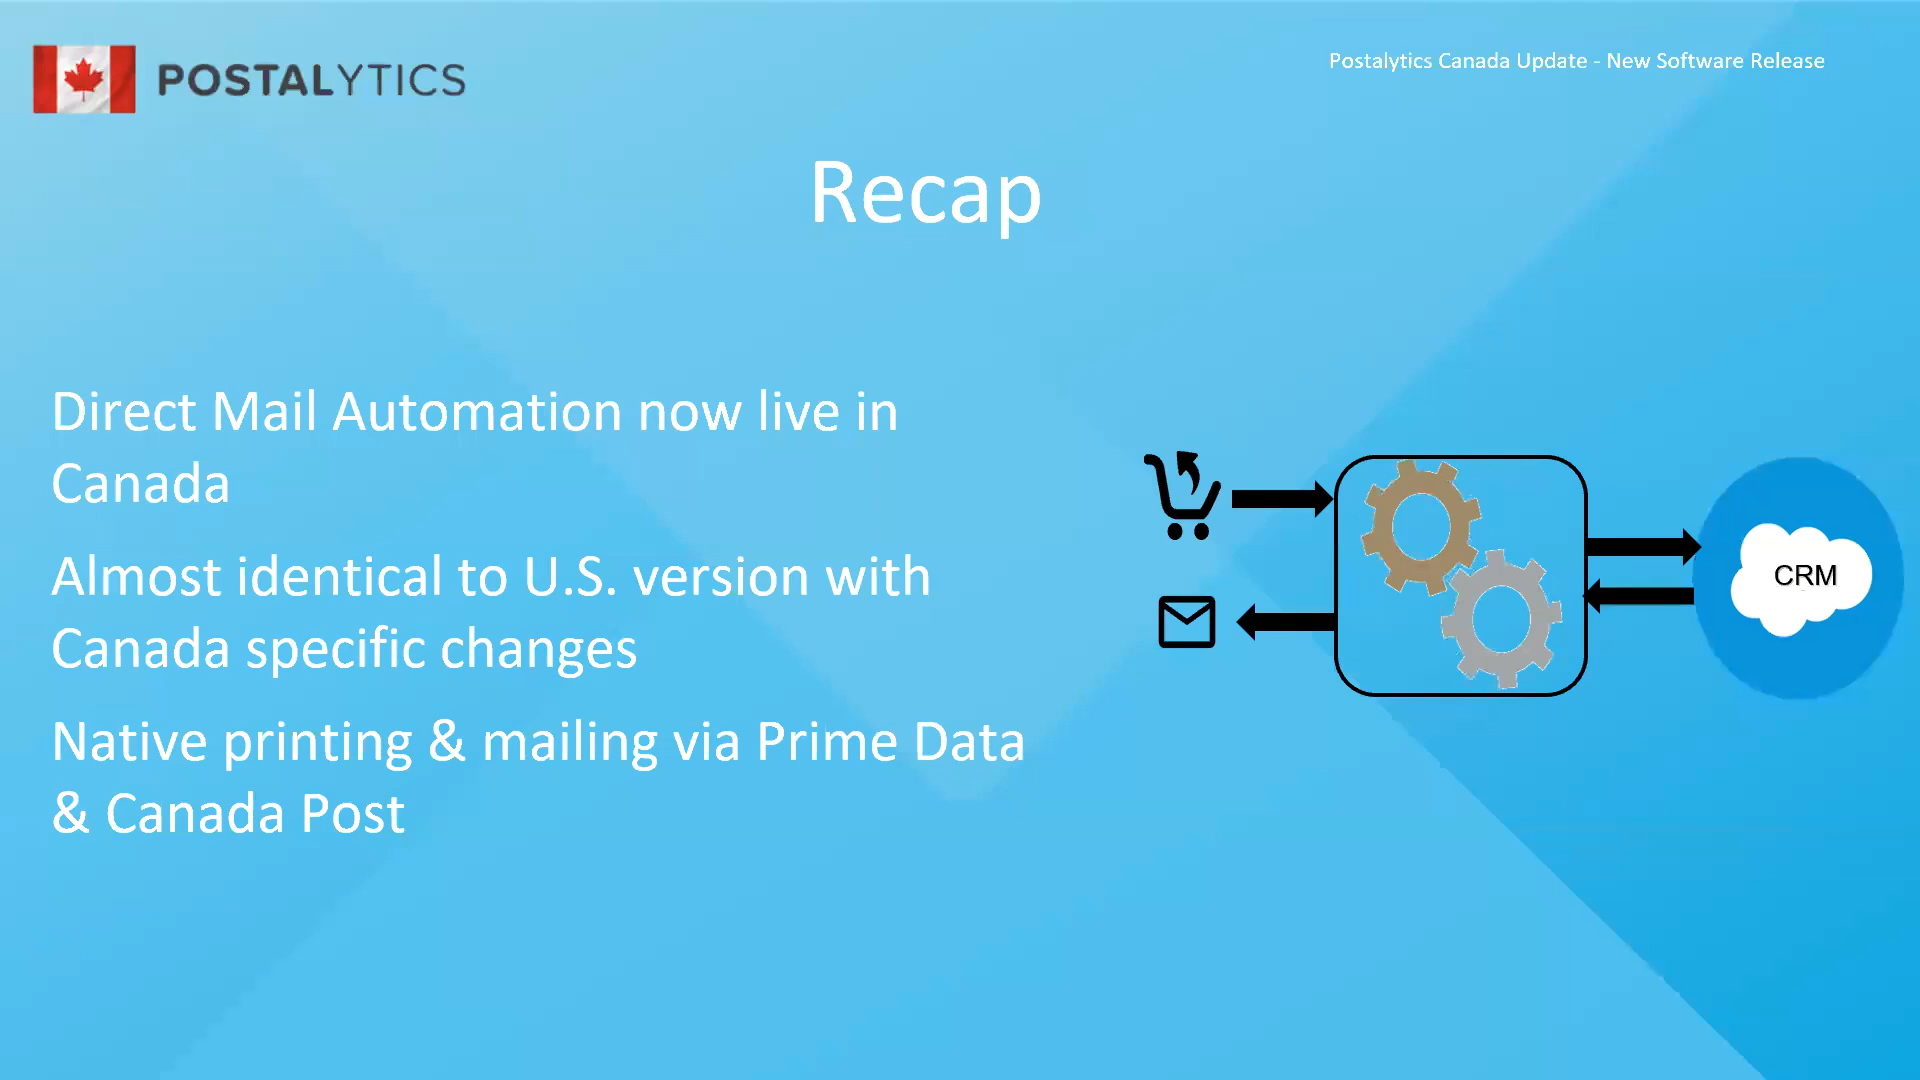 POSTALYTICS
Postalytics Canada Update - New Software Release
Recap
Direct Mail Automation now live in
Canada
Almost identical to U.S. version with
Canada specific changes
Native printing & mailing via Prime Data
& Canada Post
CRM